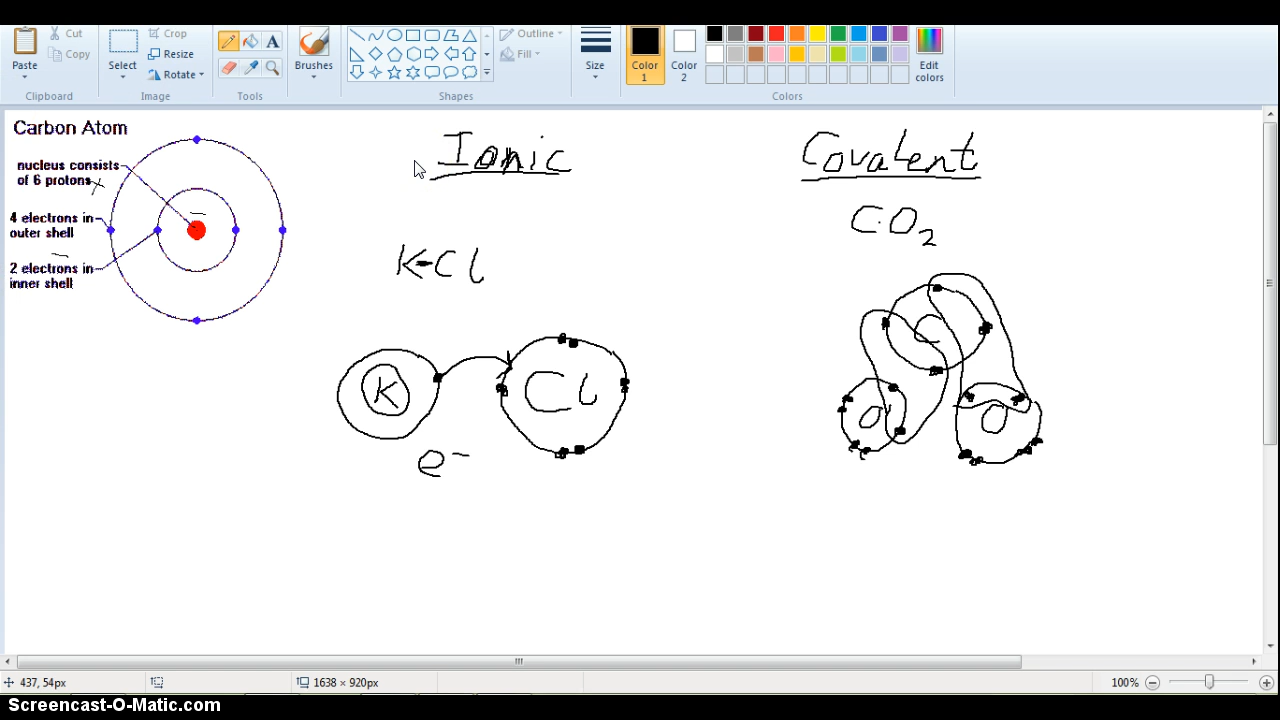 Paste
Cut
Copy
Clipboard
Select
Crop
Resize
Rotate
Image
A
Tools
Brushes
Outline
Fill
Shapes
Size
Color
1
Color
2
Edit
colors
Colors
Carbon Atom
nucleus consists
of 6 protons
4 electrons in
outer shell
2 electrons in
inner shell
Ionic
K-Cl
K
Cl
e-
Covalent
CO2
C
O
O
437, 54px
1638 × 920px
100%
Screencast-O-Matic.com